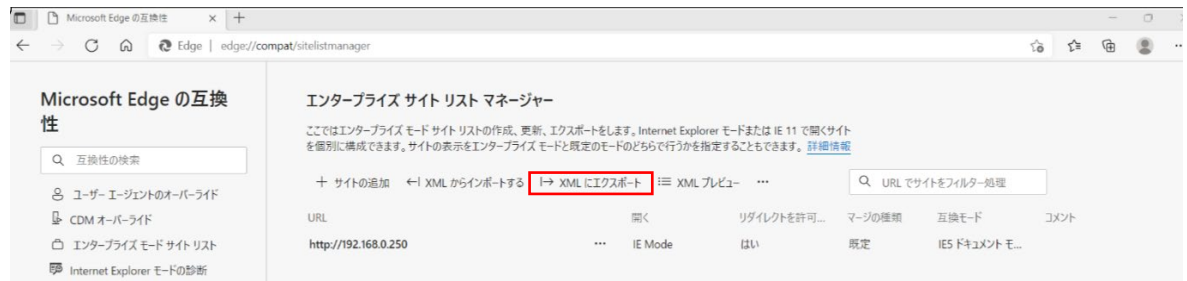 Microsoft Edge の互換性
Edge | edge://compat/sitelistmanager
Microsoft Edge の互換
性
互換性の検索
ユーザー エージェントのオーバーライド
CDM オーバーライド
エンタープライズ モード サイト リスト
Internet Explorer モードの診断
エンタープライズ サイト リスト マネージャー
ここではエンタープライズ モード サイト リストの作成、更新、エクスポートをします。Internet Explorer モードまたは IE 11 で開くサイト
を個別に構成できます。サイトの表示をエンタープライズ モードと既定のモードのどちらで行うかを指定することもできます。詳細情報
サイトの追加 XML からインポートする XML にエクスポート XML プレビュー ... URL でサイトをフィルター処理
URL 開く リダイレクトを許可... マージの種類 互換モード コメント
http://192.168.0.250 ... IE Mode はい 既定 IE5 ドキュメント モ...